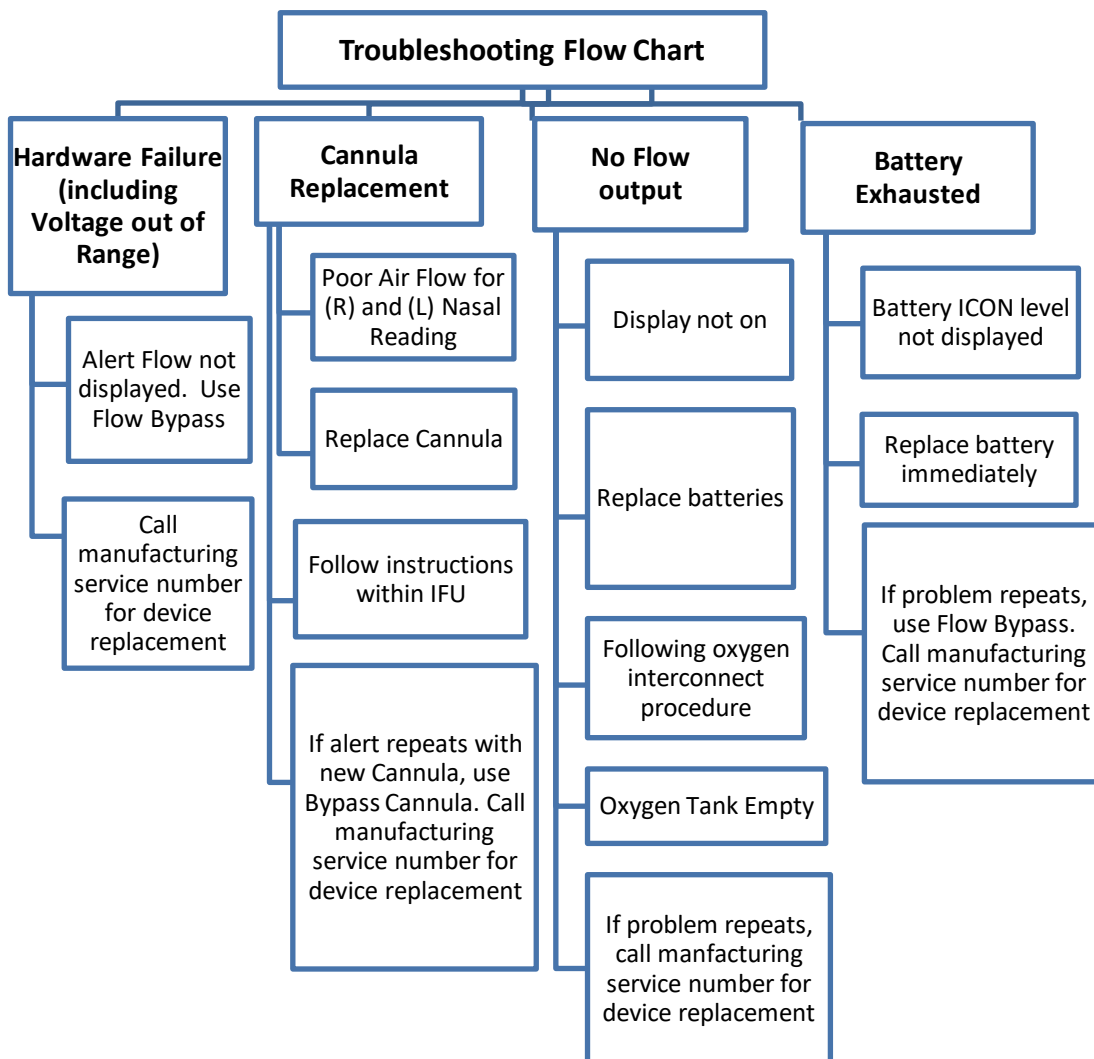 Troubleshooting Flow Chart
Hardware Failure
(including
Voltage out of
Range)
Alert Flow not
displayed. Use
Flow Bypass
Call
manufacturing
service number
for device
replacement
Cannula
Replacement
Poor Air Flow for
(R) and (L) Nasal
Reading
Replace Cannula
Follow instructions
within IFU
If alert repeats with
new Cannula, use
Bypass Cannula. Call
manufacturing
service number for
device replacement
No Flow
output
Display not on
Replace batteries
Following oxygen
interconnect
procedure
Oxygen Tank Empty
If problem repeats,
call manfacturing
service number for
device replacement
Battery
Exhausted
Battery ICON level
not displayed
Replace battery
immediately
If problem repeats,
use Flow Bypass.
Call manufacturing
service number for
device replacement